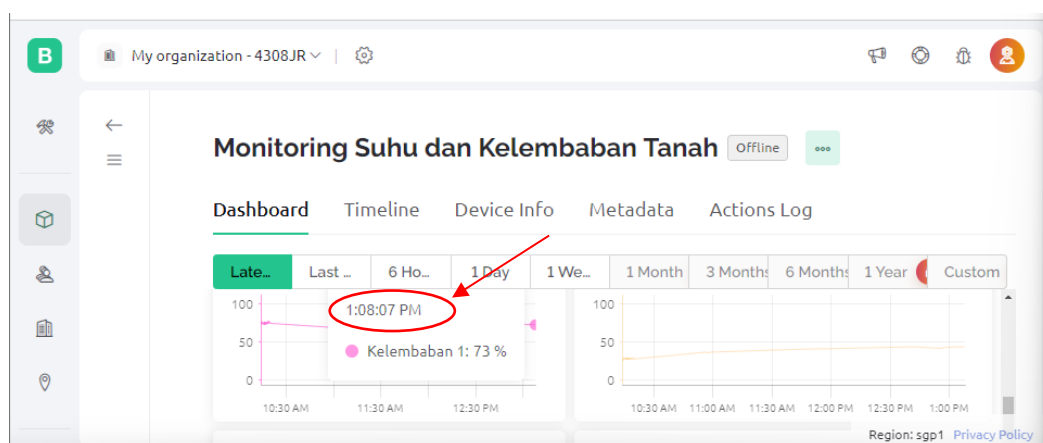 B
My organization - 4308JR
Monitoring Suhu dan Kelembaban Tanah Offline
Dashboard Timeline Device Info Metadata Actions Log
Late... Last ... 6 Ho... 1 Day 1 We... 1 Month 3 Months 6 Months 1 Year Custom
100
50
0
1:08:07 PM
Kelembaban 1: 73 %
10:30 AM 11:30 AM 12:30 PM
100
50
0
10:30 AM 11:00 AM 11:30 AM 12:00 PM 12:30 PM 1:00 PM
Region: sgp1 Privacy Policy